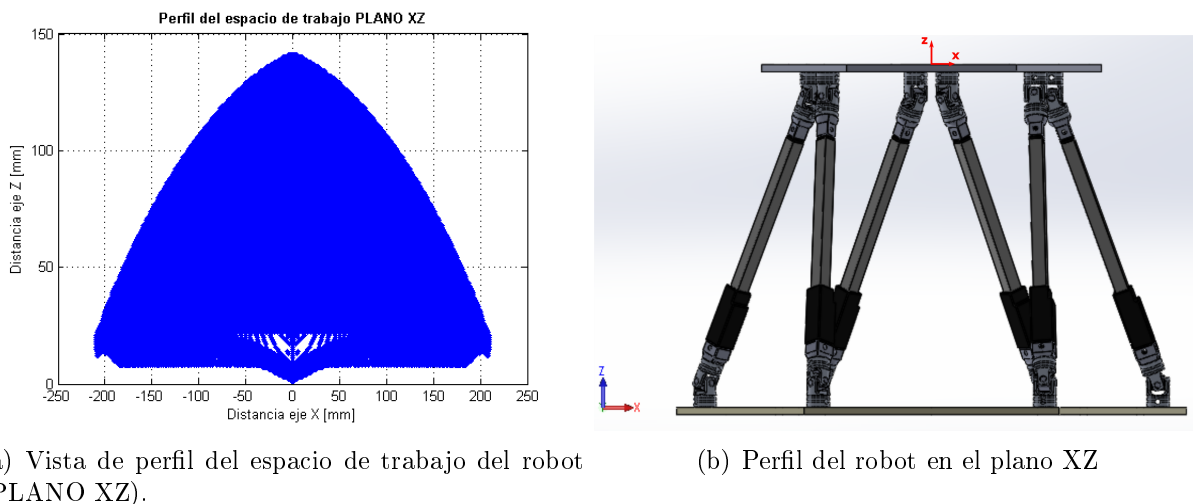 Perfil del espacio de trabajo PLANO XZ
150
100
50
0
-250 -200 -150 -100 -50 0 50 100 150 200 250
Distancia eje Z [mm]
Distancia eje X [mm]
z
x
Z
X
) Vista de perfil del espacio de trabajo del robot
PLANO XZ).
(b) Perfil del robot en el plano XZ